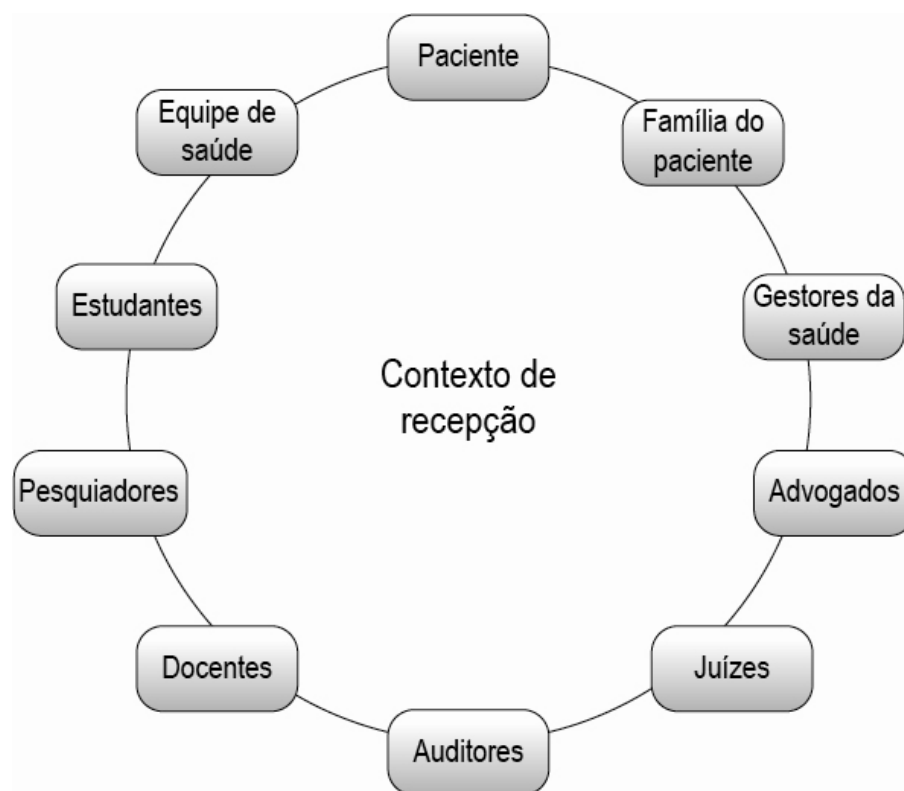 Paciente
Equipe de
saúde
Família do
paciente
Estudantes
Gestores da
saúde
Contexto de
recepção
Pesquiadores
Advogados
Docentes
Juízes
Auditores